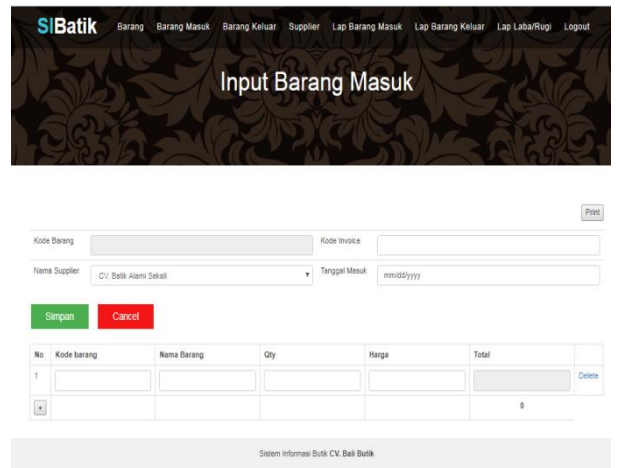 SIBatik Barang Barang Masuk Barang Keluar Supplier Lap Barang Masuk Lap Barang Keluar Lap Laba/Rugi Logout
Input Barang Masuk
Print
Kode Barang Kode Invoice
Nama Supplier CV. Batik Alami Sekali Tanggal Masuk mm/dd/yyyy
Simpan Cancel
No Kode barang Nama Barang Qty Harga Total
1 Delete
+ 0
Sistem Informasi Butik CV. Bali Butik